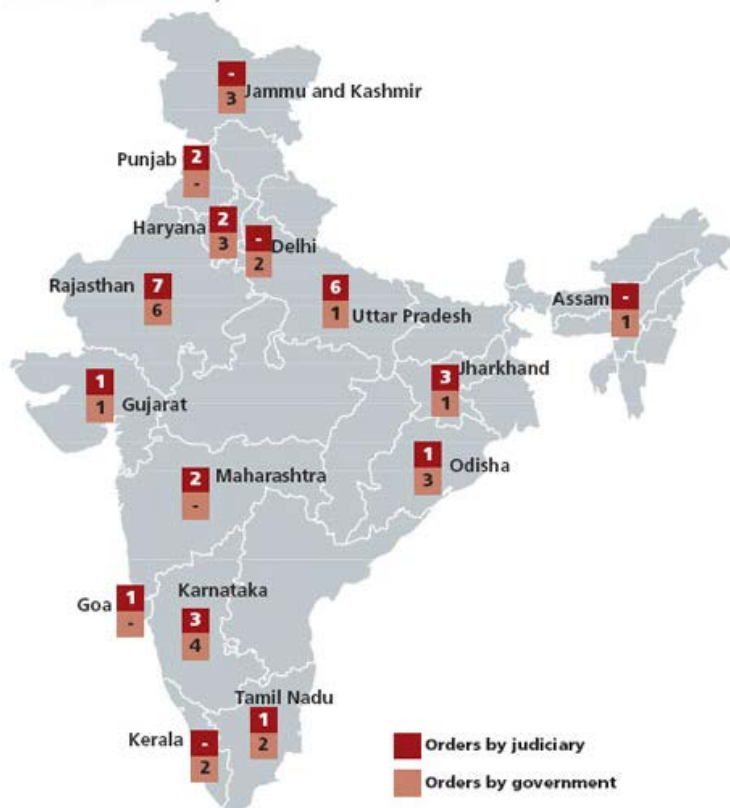 -
3
Jammu and Kashmir
Punjab
2
-
Haryana
2
3
-
2
Delhi
Rajasthan
7
6
6
1
Uttar Pradesh
Assam
-
1
1
1
Gujarat
3
1
Jharkhand
2
-
Maharashtra
1
3
Odisha
Goa
1
-
Karnataka
3
4
Tamil Nadu
1
2
Kerala
-
2
Orders by judiciary
Orders by government